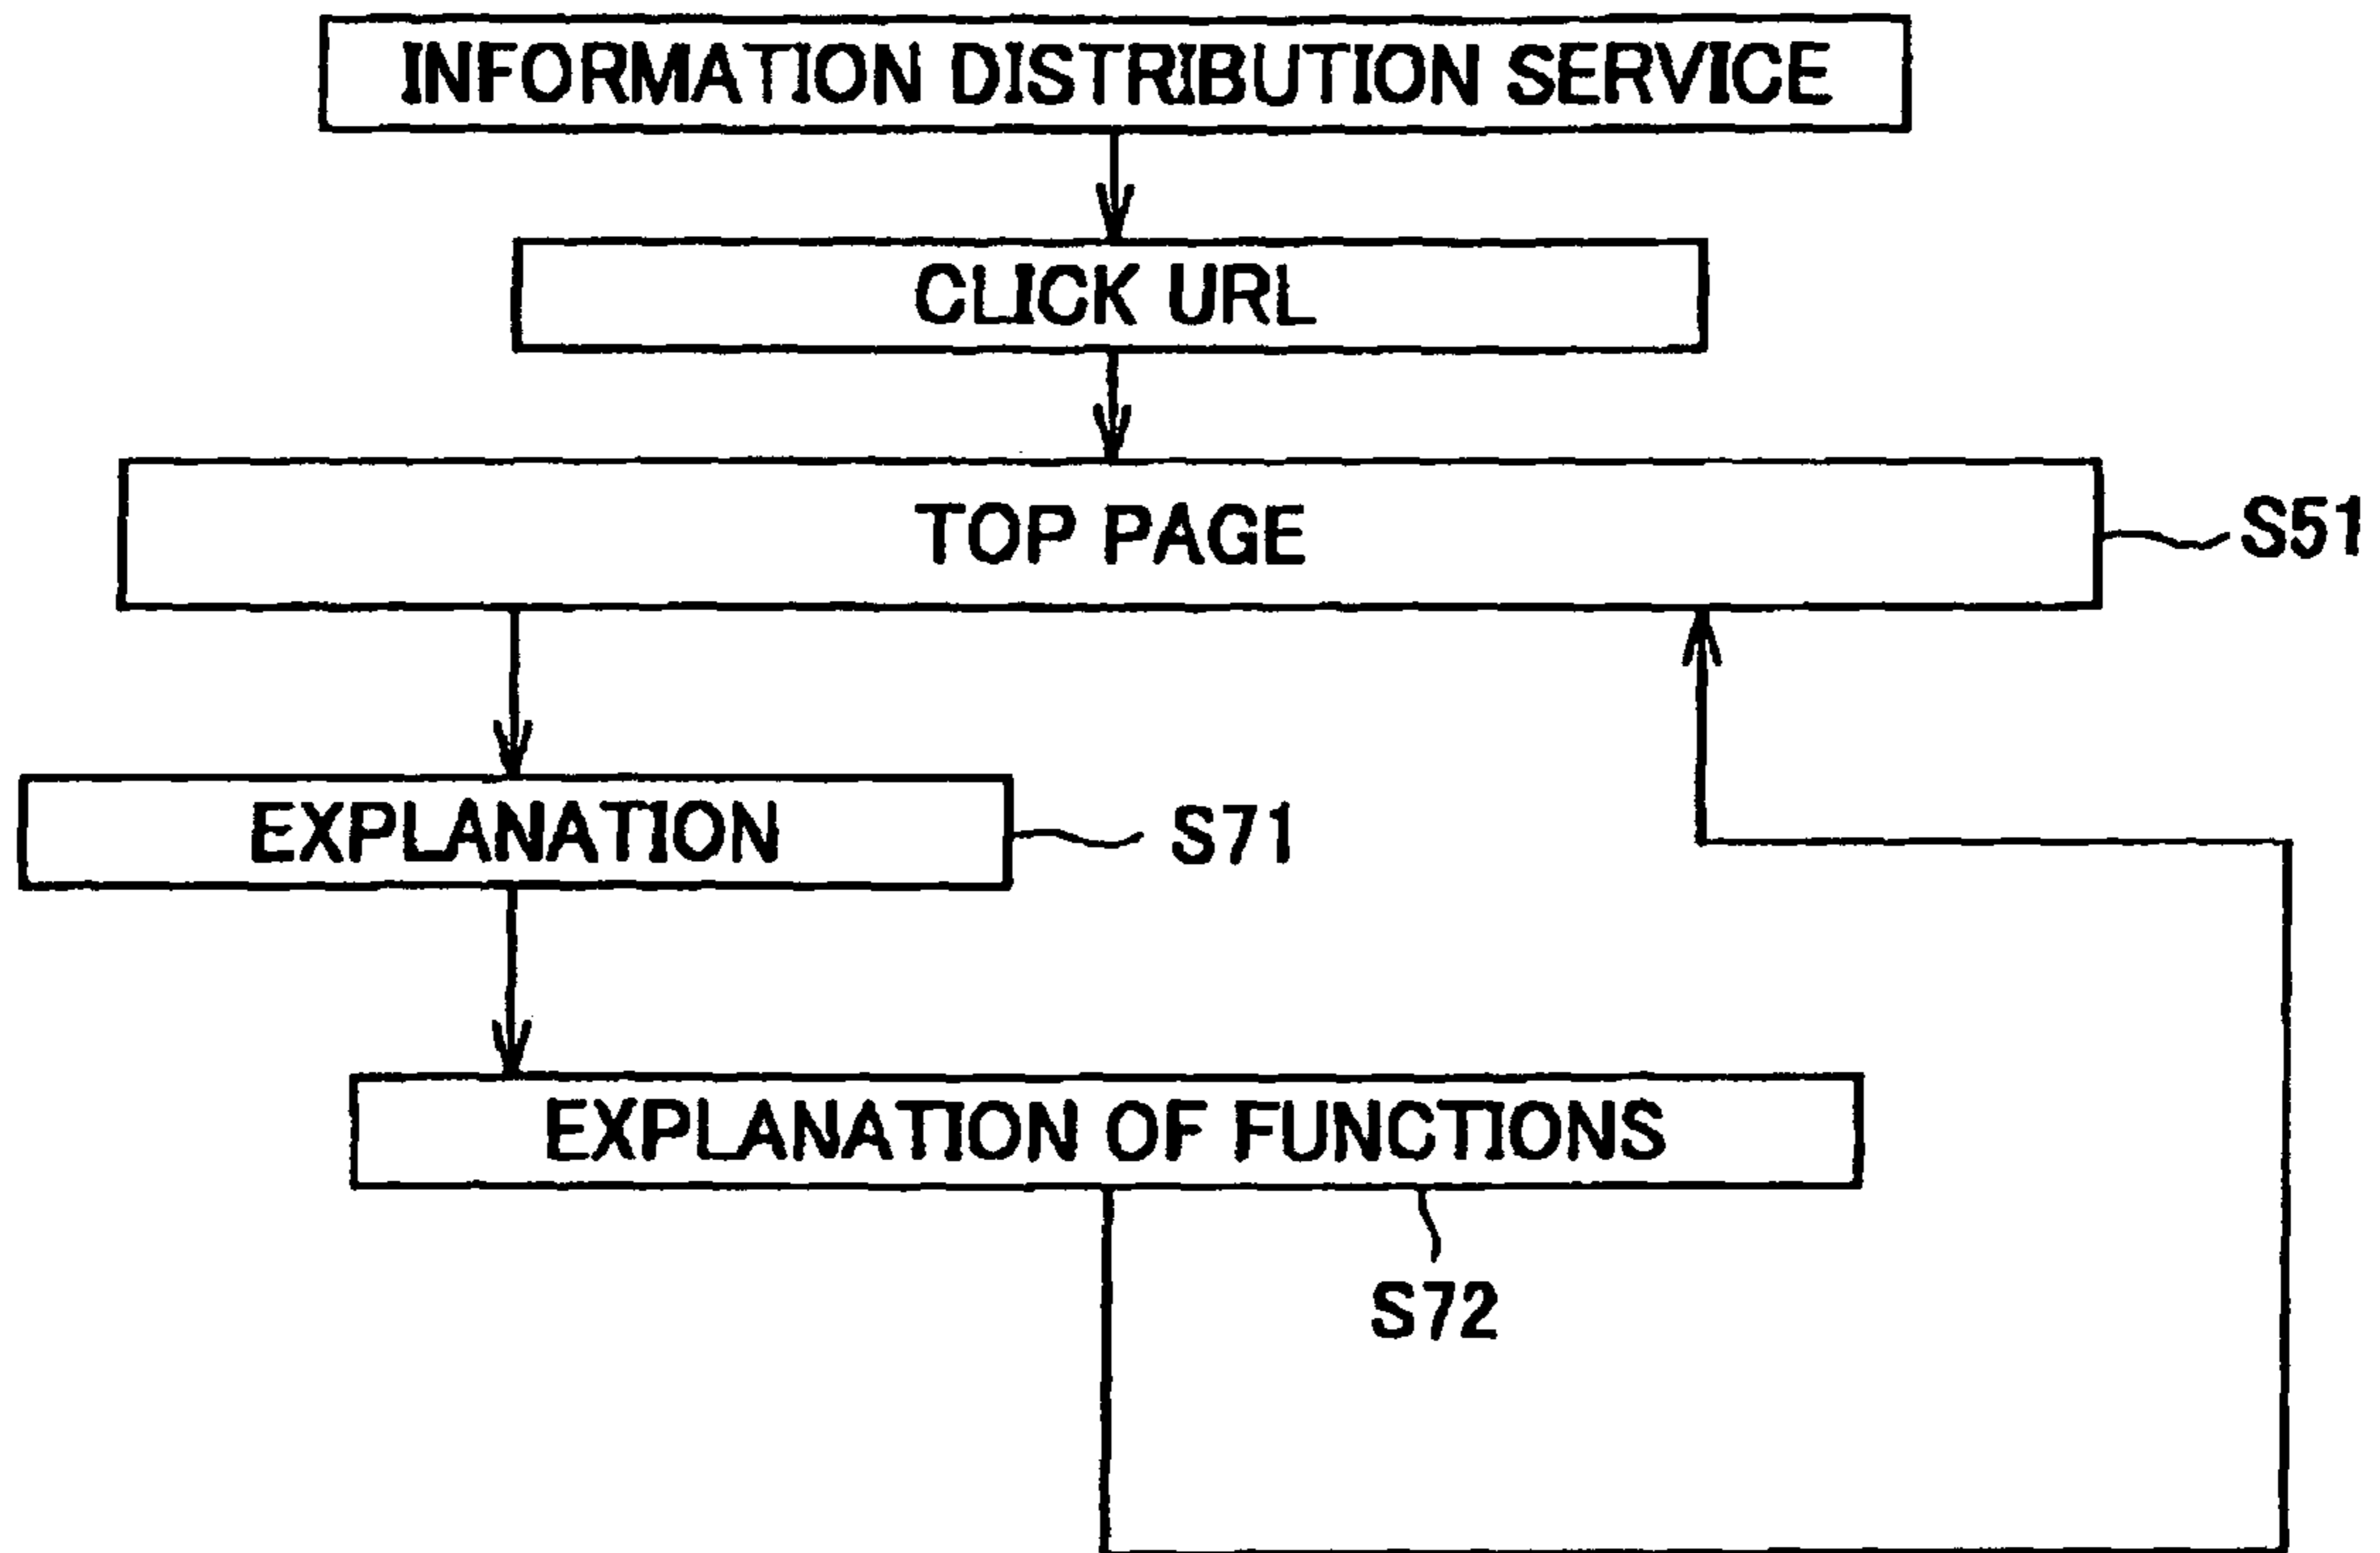 INFORMATION DISTRIBUTION SERVICE
CLICK URL
TOP PAGE
S51
EXPLANATION
S71
EXPLANATION OF FUNCTIONS
S72